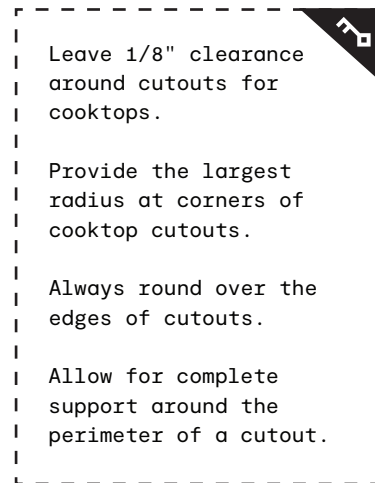 Leave 1/8" clearance
around cutouts for
cooktops.
Provide the largest
radius at corners of
cooktop cutouts.
Always round over the
edges of cutouts.
Allow for complete
support around the
perimeter of a cutout.